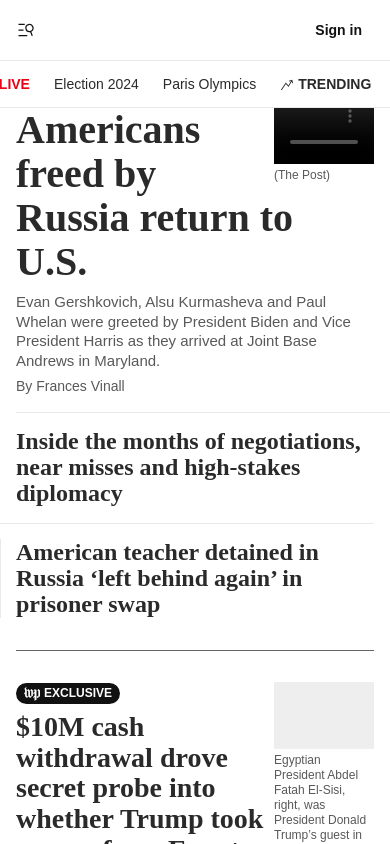 Sign in
LIVE Election 2024 Paris Olympics TRENDING
Americans
freed by
Russia return to
U.S.
(The Post)
Evan Gershkovich, Alsu Kurmasheva and Paul
Whelan were greeted by President Biden and Vice
President Harris as they arrived at Joint Base
Andrews in Maryland.
By Frances Vinall
Inside the months of negotiations,
near misses and high-stakes
diplomacy
American teacher detained in
Russia ‘left behind again’ in
prisoner swap
wp EXCLUSIVE
$10M cash
withdrawal drove
secret probe into
whether Trump took
Egyptian
President Abdel
Fatah El-Sisi,
right, was
President Donald
Trump’s guest in